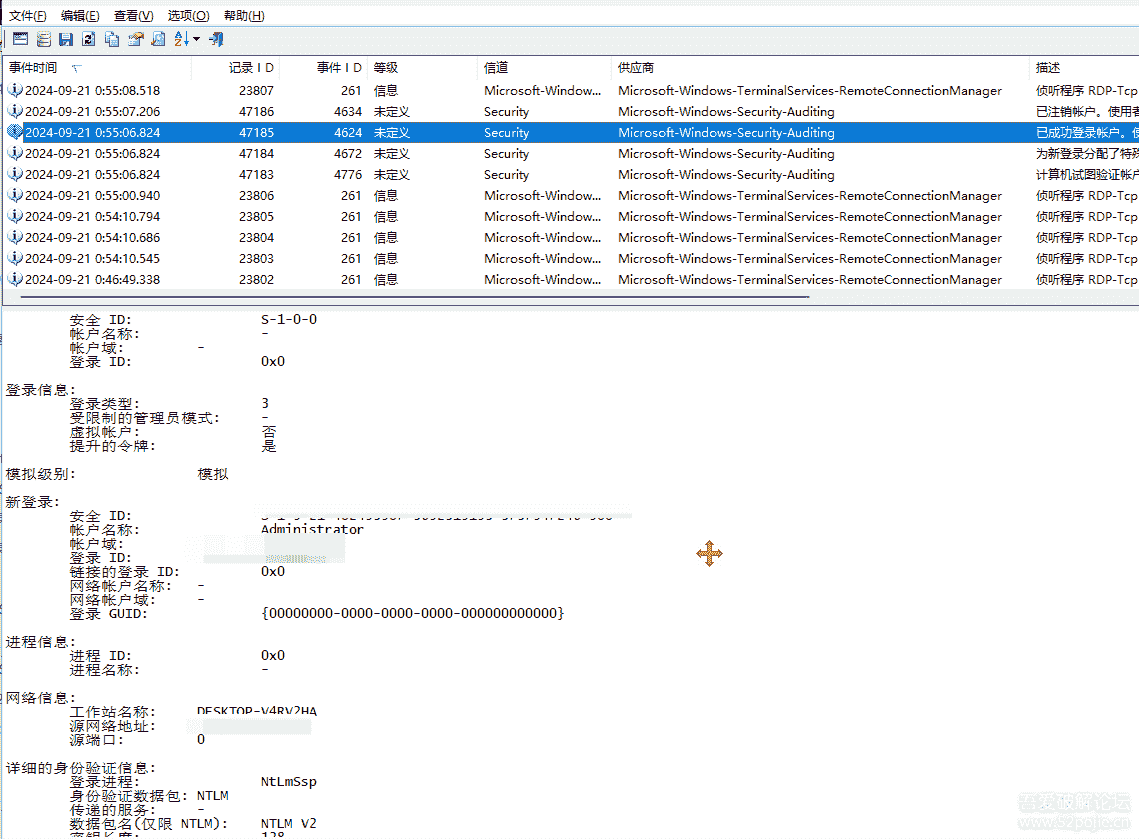 文件(F) 编辑(E) 查看(V) 选项(O) 帮助(H)
事件时间 记录 I D 事件 I D 等级 信道 供应商 描述
2024-09-21 0:55:08.518 23807 261 信息 Microsoft-Window... Microsoft-Windows-TerminalServices-RemoteConnectionManager 侦听程序 RDP-Tcp
2024-09-21 0:55:07.206 47186 4634 未定义 Security Microsoft-Windows-Security-Auditing 已注销帐户。使用者
2024-09-21 0:55:06.824 47185 4624 未定义 Security Microsoft-Windows-Security-Auditing 已成功登录帐户。使
2024-09-21 0:55:06.824 47184 4672 未定义 Security Microsoft-Windows-Security-Auditing 为新登录分配了特殊
2024-09-21 0:55:06.824 47183 4776 未定义 Security Microsoft-Windows-Security-Auditing 计算机试图验证帐户
2024-09-21 0:55:00.940 23806 261 信息 Microsoft-Window... Microsoft-Windows-TerminalServices-RemoteConnectionManager 侦听程序 RDP-Tcp
2024-09-21 0:54:10.794 23805 261 信息 Microsoft-Window... Microsoft-Windows-TerminalServices-RemoteConnectionManager 侦听程序 RDP-Tcp
2024-09-21 0:54:10.686 23804 261 信息 Microsoft-Window... Microsoft-Windows-TerminalServices-RemoteConnectionManager 侦听程序 RDP-Tcp
2024-09-21 0:54:10.545 23803 261 信息 Microsoft-Window... Microsoft-Windows-TerminalServices-RemoteConnectionManager 侦听程序 RDP-Tcp
2024-09-21 0:46:49.338 23802 261 信息 Microsoft-Window... Microsoft-Windows-TerminalServices-RemoteConnectionManager 侦听程序 RDP-Tcp
安全 ID: S-1-0-0
帐户名称: -
帐户域: -
登录 ID: 0x0
登录信息:
登录类型: 3
受限制的管理员模式: -
虚拟帐户: 否
提升的令牌: 是
模拟级别: 模拟
新登录:
安全 ID:
帐户名称: Administrator
帐户域:
登录 ID:
链接的登录 ID: 0x0
网络帐户名称: -
网络帐户域: -
登录 GUID: {00000000-0000-0000-0000-000000000000}
进程信息:
进程 ID: 0x0
进程名称: -
网络信息:
工作站名称: DESKTOP-V4RV2HA
源网络地址:
源端口: 0
详细的身份验证信息:
登录进程: NtLmSsp
身份验证数据包: NTLM
传递的服务: -
数据包名(仅限 NTLM): NTLM V2
密钥长度: 128
吾爱破解论坛
www.52pojie.cn